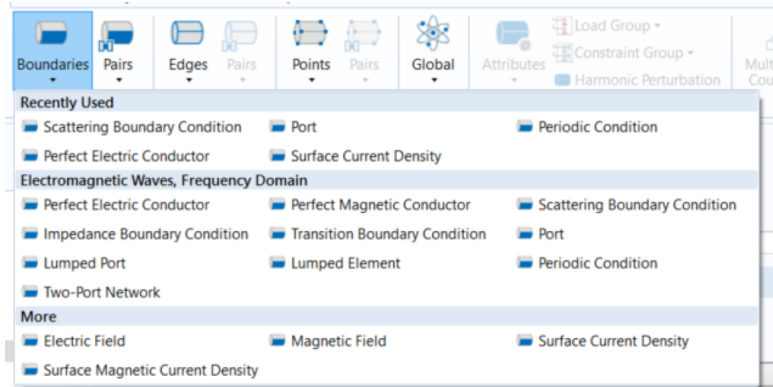 Load Group
Constraint Group
Boundaries Pairs Edges Pairs Points Pairs Global Attributes Harmonic Perturbation
Recently Used
Scattering Boundary Condition Port Periodic Condition
Perfect Electric Conductor Surface Current Density
Electromagnetic Waves, Frequency Domain
Perfect Electric Conductor Perfect Magnetic Conductor Scattering Boundary Condition
Impedance Boundary Condition Transition Boundary Condition Port
Lumped Port Lumped Element Periodic Condition
Two-Port Network
More
Electric Field Magnetic Field Surface Current Density
Surface Magnetic Current Density